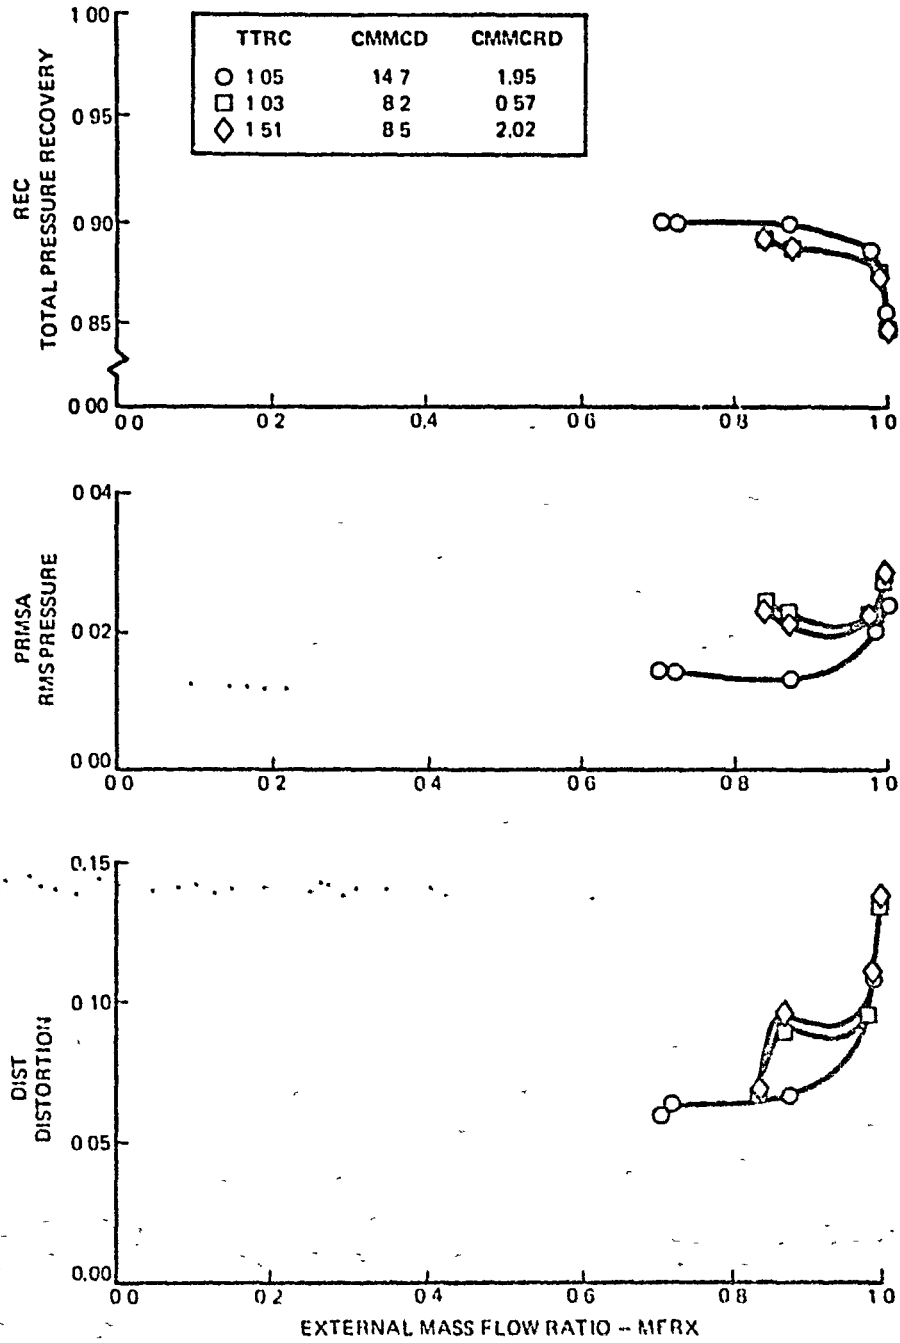 TTRC CMMCD CMMCRD
1 05 14 7 1.95
1 03 8 2 0 57
1 51 8 5 2.02
REC
TOTAL PRESSURE RECOVERY
1 00
0 95
0 90
0 85
0 00
0 0 0 2 0.4 0 6 0 8 1 0
PRMSA
RMS PRESSURE
0 04
0 02
0 00
0 0 0 2 0 4 0 6 0 8 1 0
DIST
DISTORTION
0.15
0 10
0 05
0.00
0 0 0 2 0 4 0 6 0 8 1 0
EXTERNAL MASS FLOW RATIO -- MFRX